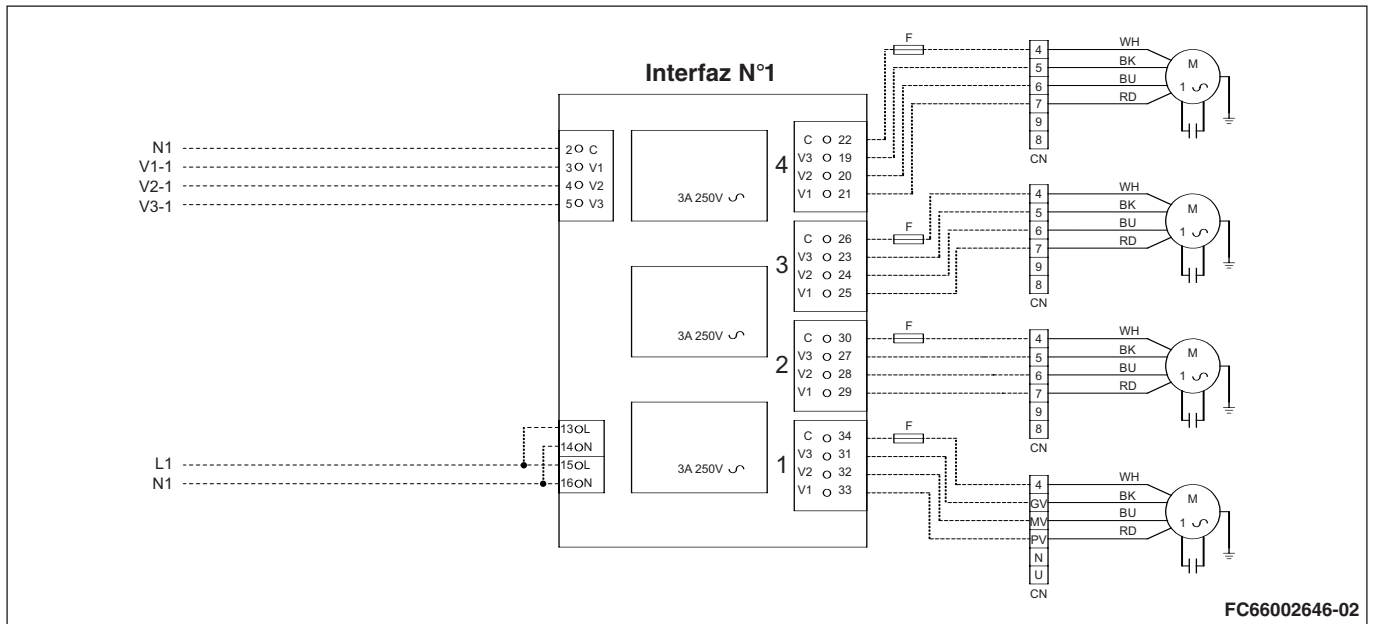 Interfaz N°1
N1
V1-1
V2-1
V3-1
2 C
3 V1
4 V2
5 V3
3A 250V
3A 250V
3A 250V
13 L
14 N
15 L
16 N
L1
N1
4
C 22
V3 19
V2 20
V1 21
3
C 26
V3 23
V2 24
V1 25
2
C 30
V3 27
V2 28
V1 29
1
C 34
V3 31
V2 32
V1 33
F
4 WH
5 BK
6 BU
7 RD
9
8
CN
M
1
F
4 WH
5 BK
6 BU
7 RD
9
8
CN
M
1
F
4 WH
5 BK
6 BU
7 RD
9
8
CN
M
1
F
4 WH
GV BK
MV BU
PV RD
N
U
CN
M
1
FC66002646-02